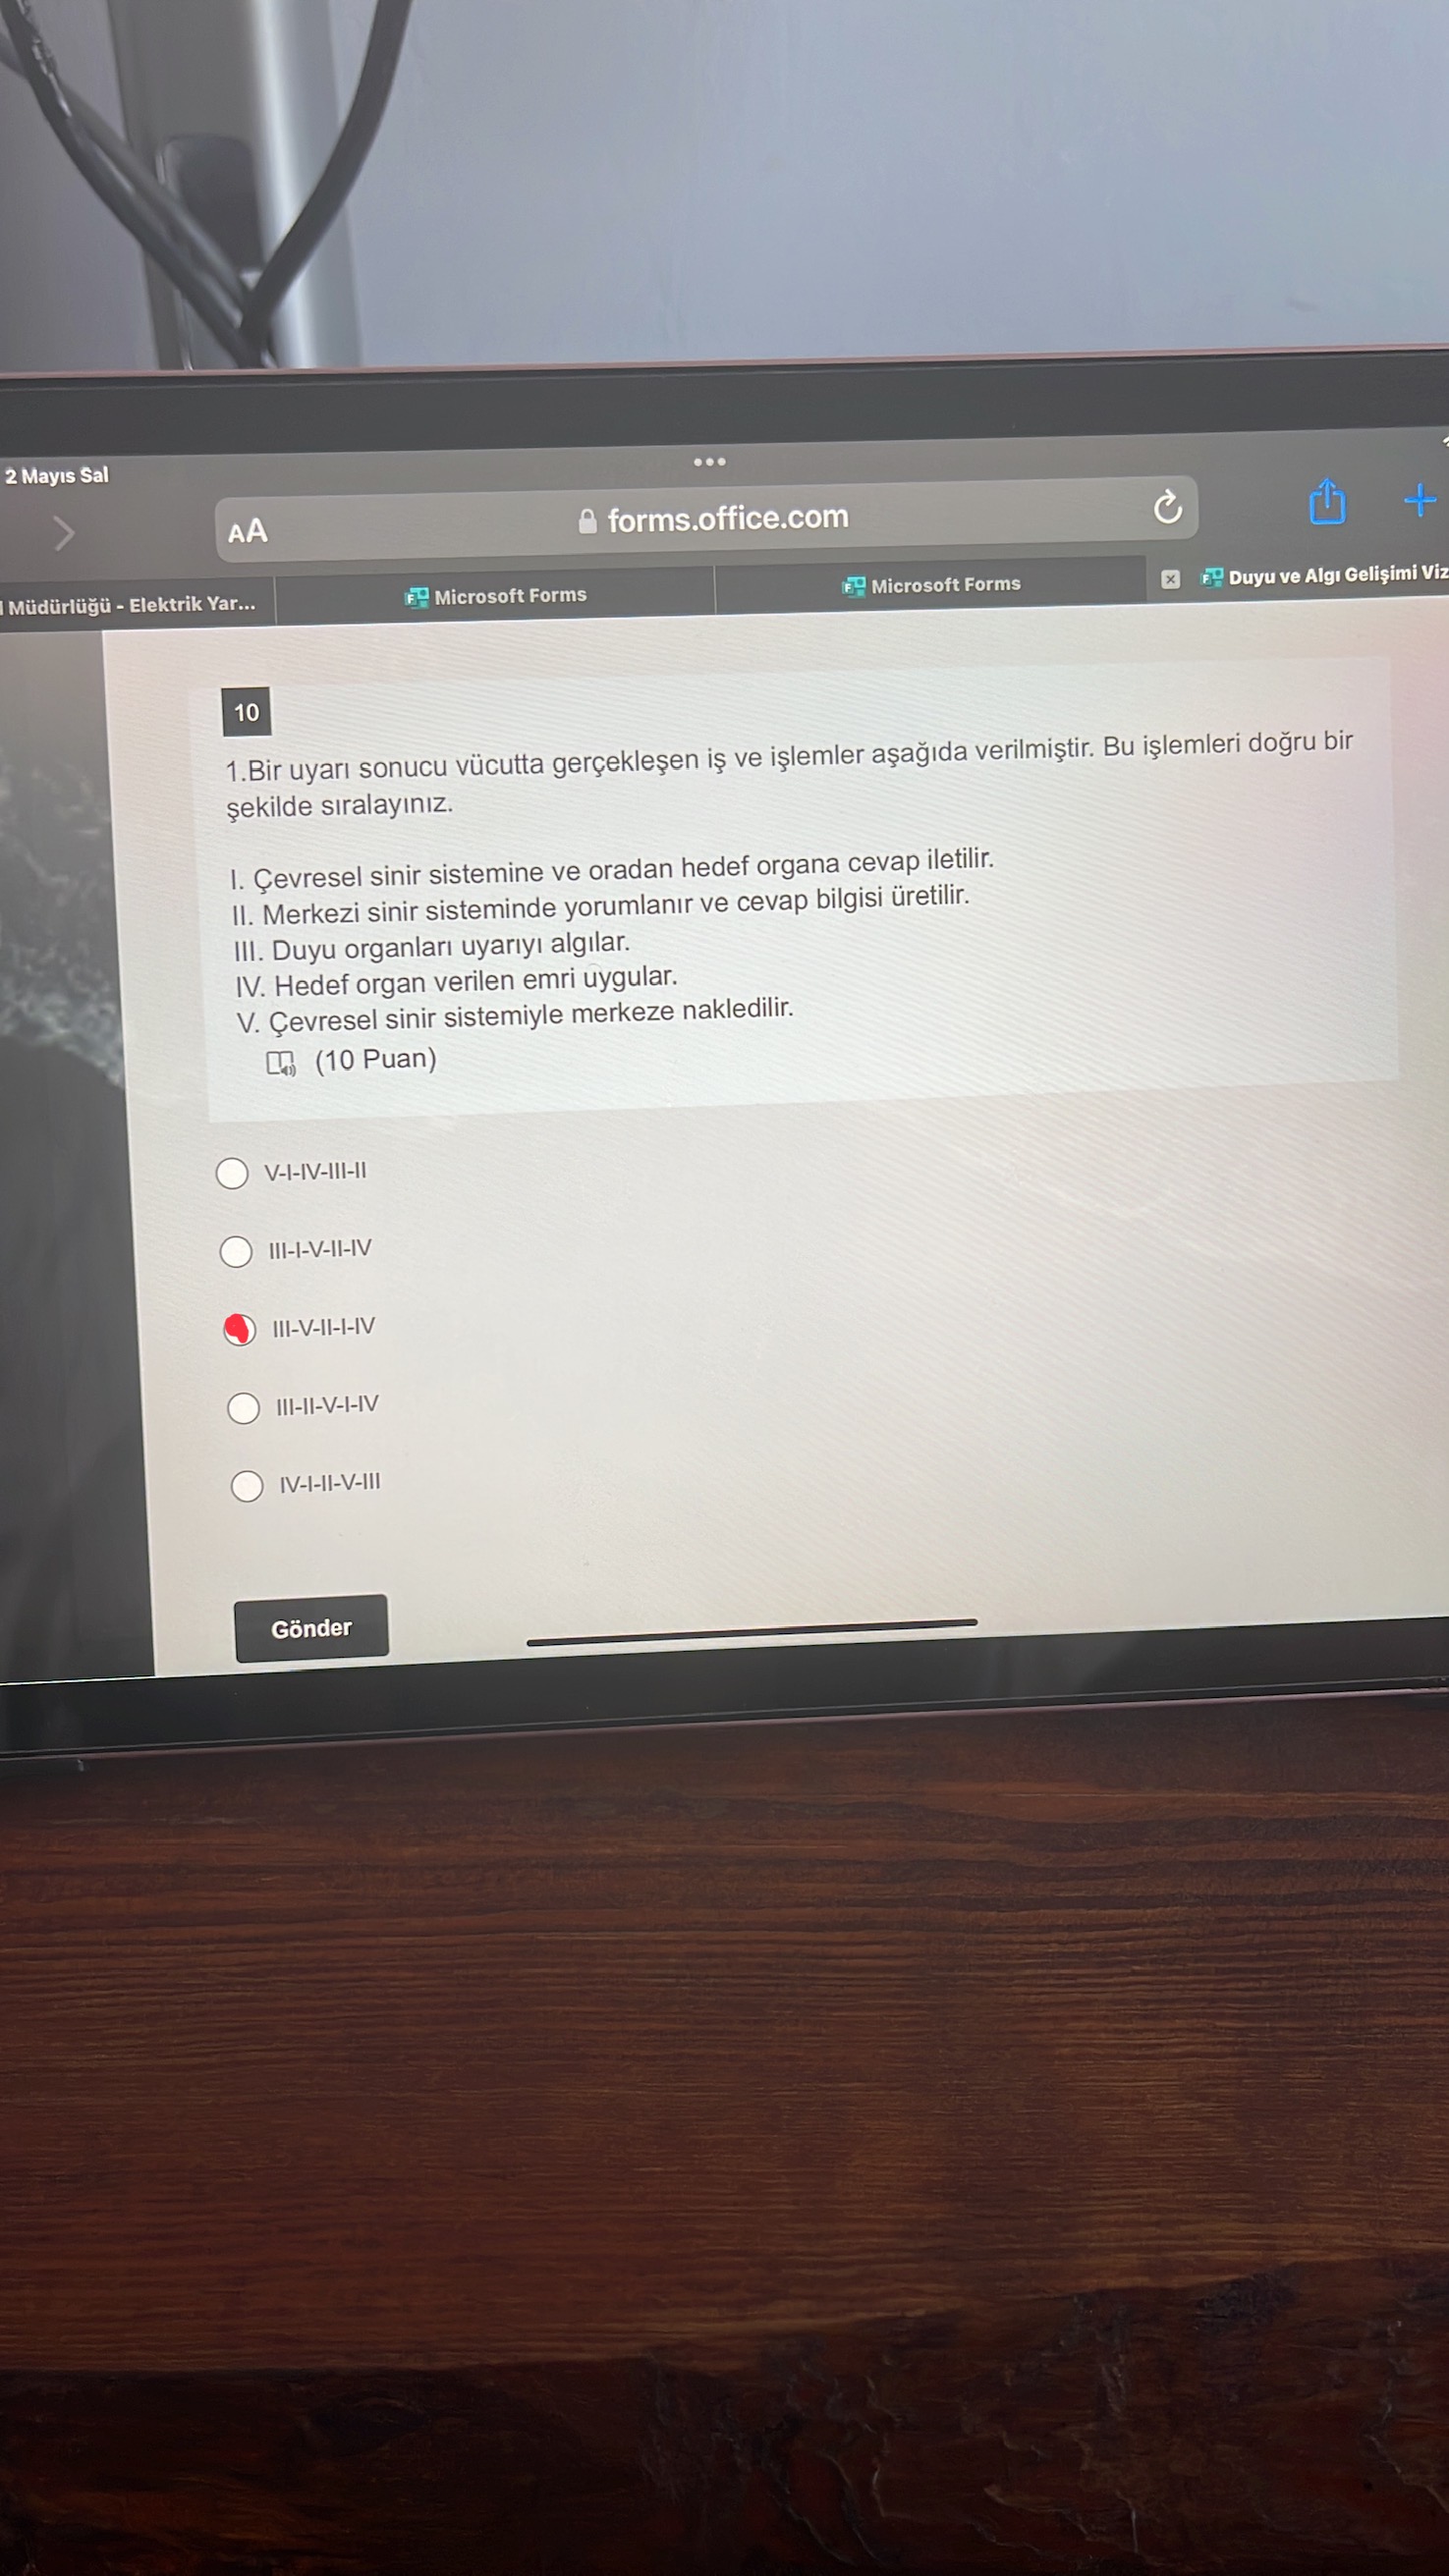 2 Mayıs Sal
AA
forms.office.com
Müdürlüğü - Elektrik Yar...
Microsoft Forms
Microsoft Forms
Duyu ve Algı Gelişimi Viz
10
1.Bir uyarı sonucu vücutta gerçekleşen iş ve işlemler aşağıda verilmiştir. Bu işlemleri doğru bir
şekilde sıralayınız.
I. Çevresel sinir sistemine ve oradan hedef organa cevap iletilir.
II. Merkezi sinir sisteminde yorumlanır ve cevap bilgisi üretilir.
III. Duyu organları uyarıyı algılar.
IV. Hedef organ verilen emri uygular.
V. Çevresel sinir sistemiyle merkeze nakledilir.
(10 Puan)
V-I-IV-III-II
III-I-V-II-IV
III-V-II-I-IV
III-II-V-I-IV
IV-I-II-V-III
Gönder